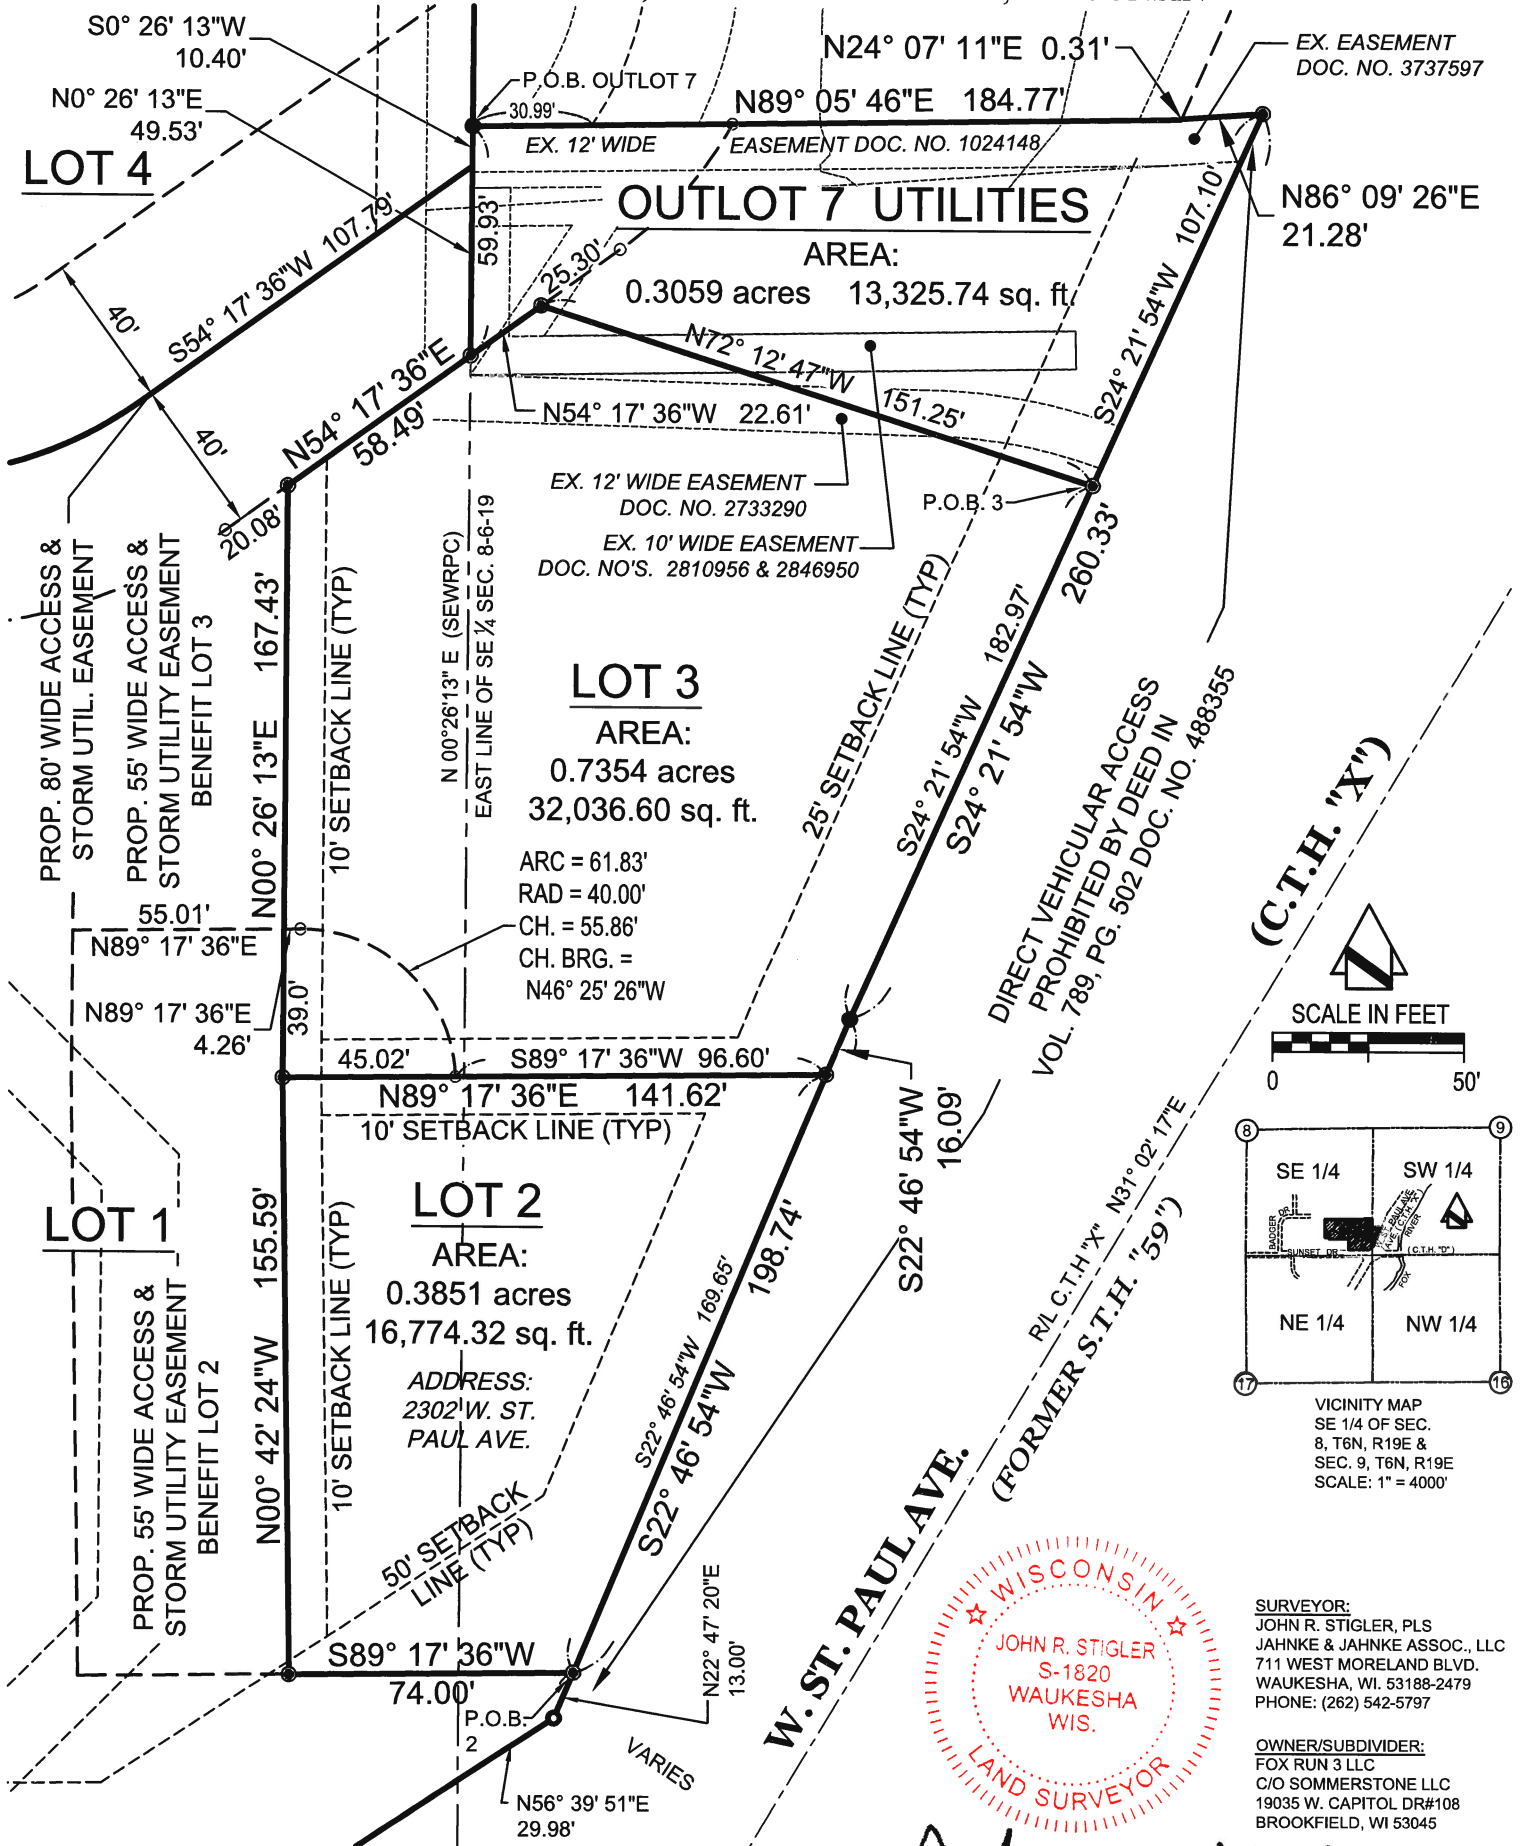 S0° 26' 13"W
10.40'
N0° 26' 13"E
49.53'
LOT 4
P.O.B. OUTLOT 7
30.99'
N24° 07' 11"E 0.31'
EX. EASEMENT
DOC. NO. 3737597
N89° 05' 46"E 184.77'
EX. 12' WIDE EASEMENT DOC. NO. 1024148
N86° 09' 26"E
21.28'
OUTLOT 7 UTILITIES
AREA:
0.3059 acres 13,325.74 sq. ft.
59.93'
25.30'
S54° 17' 36"W 107.79'
40'
40'
S24° 21' 54"W 107.10'
N72° 12' 47"W 151.25'
N54° 17' 36"E
58.49'
N54° 17' 36"W 22.61'
20.08'
EX. 12' WIDE EASEMENT
DOC. NO. 2733290
EX. 10' WIDE EASEMENT
DOC. NO'S. 2810956 & 2846950
P.O.B. 3
260.33'
PROP. 80' WIDE ACCESS &
STORM UTIL. EASEMENT
PROP. 55' WIDE ACCESS &
STORM UTILITY EASEMENT
BENEFIT LOT 3
N00° 26' 13"E 167.43'
10' SETBACK LINE (TYP)
N 00°26'13" E (SEWRPC)
EAST LINE OF SE ¼ SEC. 8-6-19
LOT 3
AREA:
0.7354 acres
32,036.60 sq. ft.
ARC = 61.83'
RAD = 40.00'
CH. = 55.86'
CH. BRG. =
N46° 25' 26"W
25' SETBACK LINE (TYP)
S24° 21' 54"W 182.97'
S24° 21' 54"W
DIRECT VEHICULAR ACCESS
PROHIBITED BY DEED IN
VOL. 789, PG. 502 DOC. NO. 488355
(C.T.H. "X")
55.01'
N89° 17' 36"E
N89° 17' 36"E
4.26'
39.0'
45.02'
S89° 17' 36"W 96.60'
N89° 17' 36"E 141.62'
10' SETBACK LINE (TYP)
S22° 46' 54"W
16.09'
SCALE IN FEET
0 50'
LOT 1
LOT 2
AREA:
0.3851 acres
16,774.32 sq. ft.
ADDRESS:
2302 W. ST.
PAUL AVE.
PROP. 55' WIDE ACCESS &
STORM UTILITY EASEMENT
BENEFIT LOT 2
N00° 42' 24"W 155.59'
10' SETBACK LINE (TYP)
50' SETBACK
LINE (TYP)
S22° 46' 54"W 169.65'
S22° 46' 54"W 198.74'
R/L C.T.H "X" N31° 02' 17"E
(FORMER S.T.H. "59")
W. ST. PAUL AVE.
8
9
SE 1/4
SW 1/4
BADGER DR
SUNSET DR
W. ST. PAUL AVE
(C.T.H. "X")
RIVER
(C.T.H. "D")
FOX
NE 1/4
NW 1/4
17
16
VICINITY MAP
SE 1/4 OF SEC.
8, T6N, R19E &
SEC. 9, T6N, R19E
SCALE: 1" = 4000'
S89° 17' 36"W
74.00'
P.O.B.
2
N22° 47' 20"E
13.00'
VARIES
N56° 39' 51"E
29.98'
WISCONSIN
JOHN R. STIGLER
S-1820
WAUKESHA
WIS.
LAND SURVEYOR
SURVEYOR:
JOHN R. STIGLER, PLS
JAHNKE & JAHNKE ASSOC., LLC
711 WEST MORELAND BLVD.
WAUKESHA, WI. 53188-2479
PHONE: (262) 542-5797
OWNER/SUBDIVIDER:
FOX RUN 3 LLC
C/O SOMMERSTONE LLC
19035 W. CAPITOL DR#108
BROOKFIELD, WI 53045